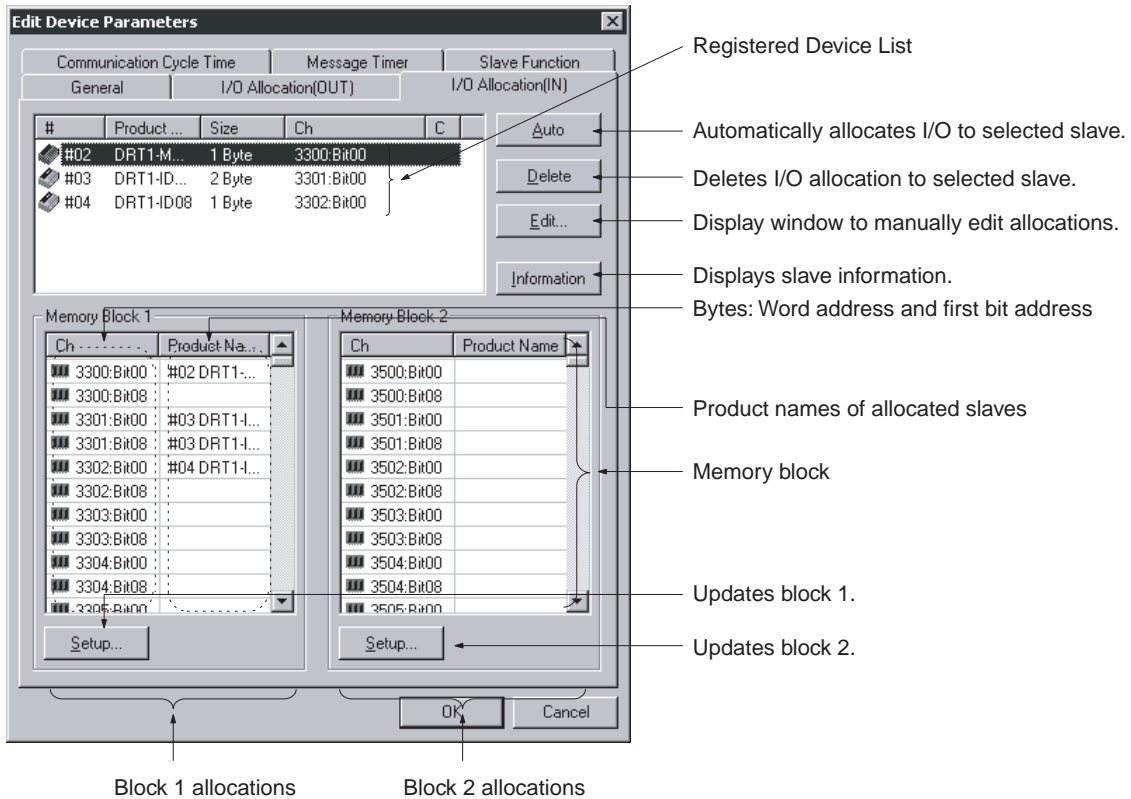 Edit Device Parameters
Communication Cycle Time
Message Timer
Slave Function
General
I/O Allocation(OUT)
I/O Allocation(IN)
# Product ... Size Ch C
#02 DRT1-M... 1 Byte 3300:Bit00
#03 DRT1-ID... 2 Byte 3301:Bit00
#04 DRT1-ID08 1 Byte 3302:Bit00
Auto
Delete
Edit...
Information
Registered Device List
Automatically allocates I/O to selected slave.
Deletes I/O allocation to selected slave.
Display window to manually edit allocations.
Displays slave information.
Bytes: Word address and first bit address
Product names of allocated slaves
Memory block
Updates block 1.
Updates block 2.
Memory Block 1
Ch Product Na...
3300:Bit00 #02 DRT1-...
3300:Bit08
3301:Bit00 #03 DRT1-I...
3301:Bit08 #03 DRT1-I...
3302:Bit00 #04 DRT1-I...
3302:Bit08
3303:Bit00
3303:Bit08
3304:Bit00
3304:Bit08
3305:Bit00
Setup...
Memory Block 2
Ch Product Name
3500:Bit00
3500:Bit08
3501:Bit00
3501:Bit08
3502:Bit00
3502:Bit08
3503:Bit00
3503:Bit08
3504:Bit00
3504:Bit08
3505:Bit00
Setup...
OK
Cancel
Block 1 allocations
Block 2 allocations